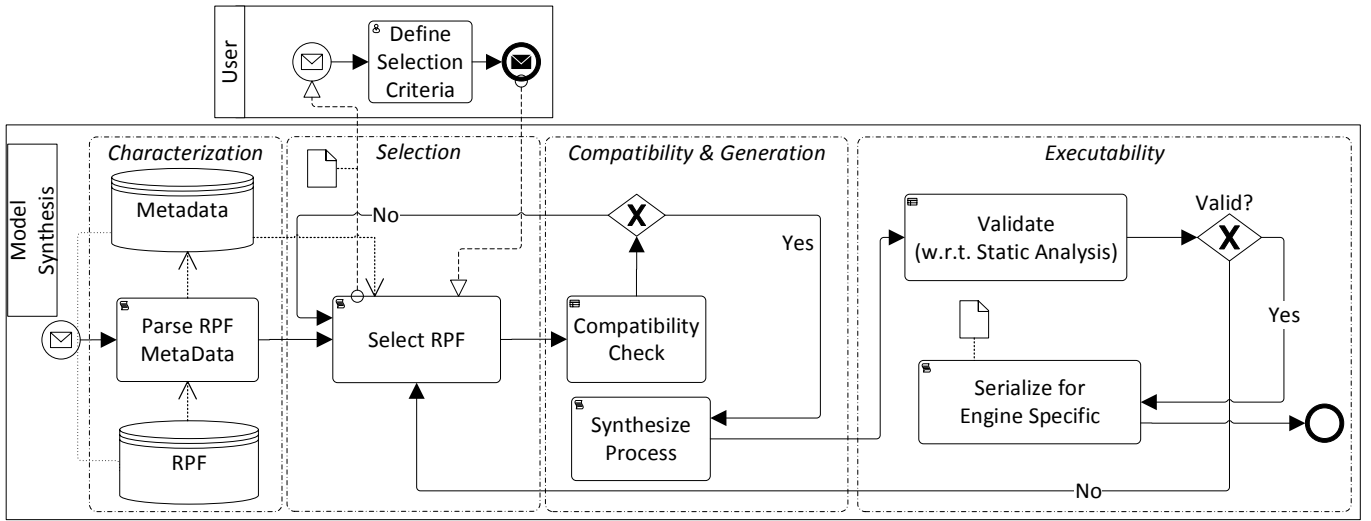 User
Define
Selection
Criteria
Model
Synthesis
Characterization
Selection
Compatibility & Generation
Executability
Metadata
Parse RPF
MetaData
RPF
Select RPF
No
X
Yes
Compatibility
Check
Synthesize
Process
Validate
(w.r.t. Static Analysis)
Valid?
X
Yes
Serialize for
Engine Specific
No